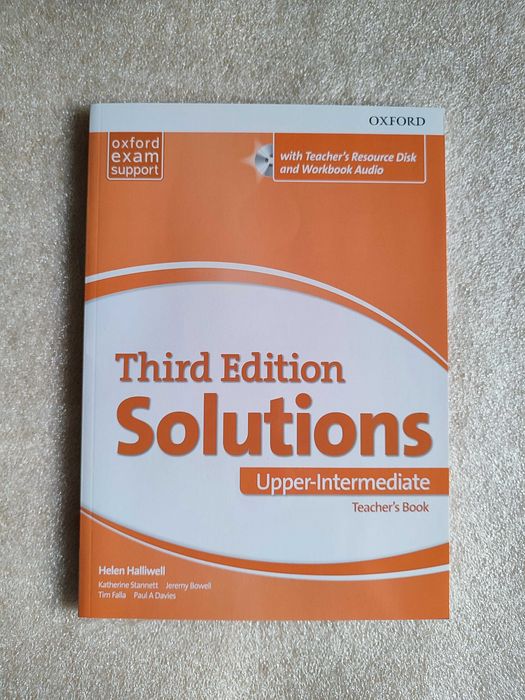 OXFORD
oxford
exam
support
with Teacher's Resource Disk
and Workbook Audio
Third Edition
Solutions
Upper-Intermediate
Teacher's Book
Helen Halliwell
Katherine Stannett Jeremy Bowell
Tim Falla Paul A Davies